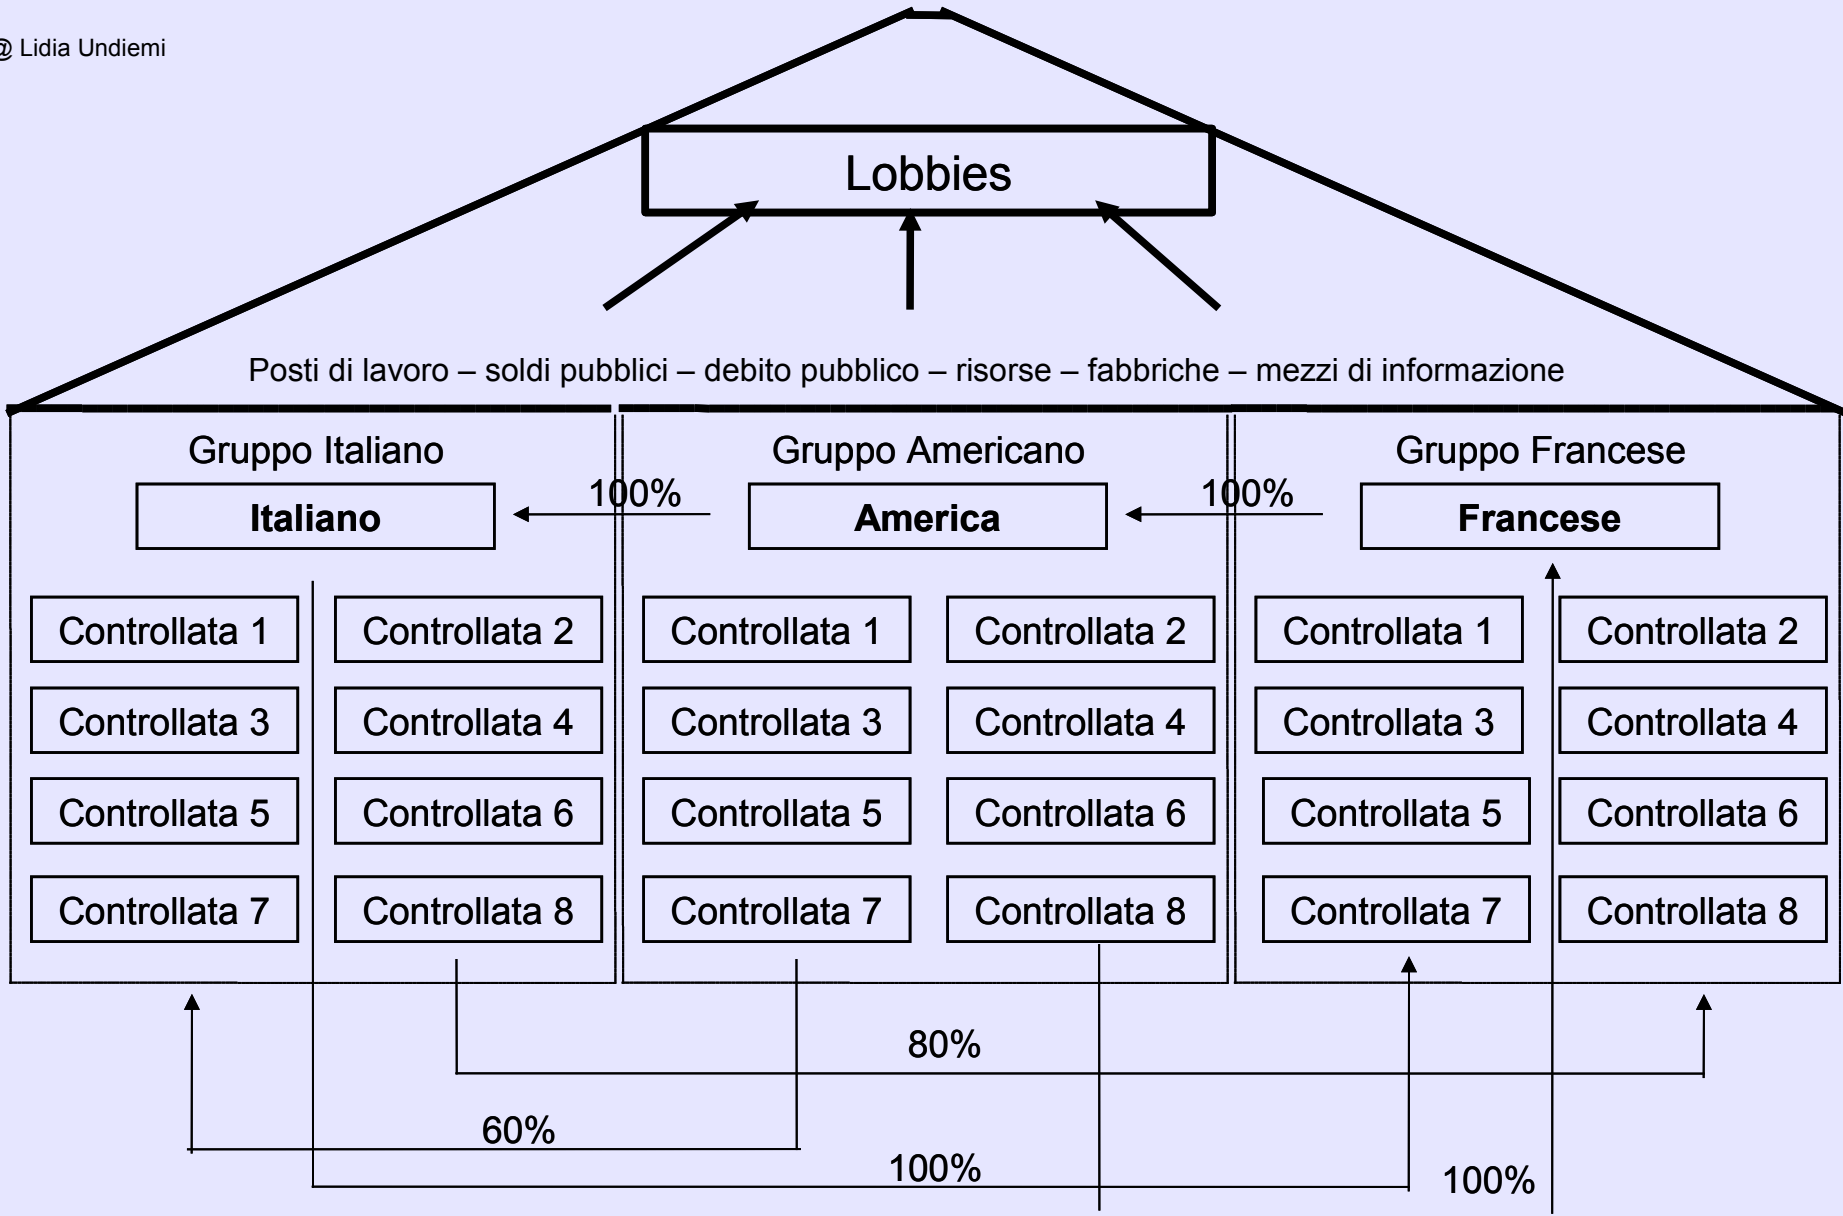 @ Lidia Undiemi
Lobbies
Posti di lavoro – soldi pubblici – debito pubblico – risorse – fabbriche – mezzi di informazione
Gruppo Italiano
Gruppo Americano
Gruppo Francese
100%
100%
Italiano
America
Francese
Controllata 1
Controllata 2
Controllata 1
Controllata 2
Controllata 1
Controllata 2
Controllata 3
Controllata 4
Controllata 3
Controllata 4
Controllata 3
Controllata 4
Controllata 5
Controllata 6
Controllata 5
Controllata 6
Controllata 5
Controllata 6
Controllata 7
Controllata 8
Controllata 7
Controllata 8
Controllata 7
Controllata 8
80%
60%
100%
100%